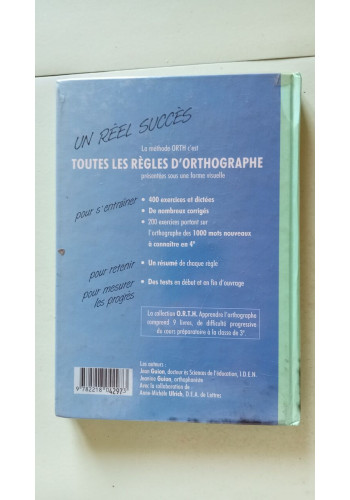 UN RÉEL SUCCÈS
La méthode ORTH c'est
TOUTES LES RÈGLES D'ORTHOGRAPHE
présentées sous une forme visuelle
pour s'entraîner
• 400 exercices et dictées
• De nombreux corrigés
• 200 exercices portant sur
l'orthographe des 1000 mots nouveaux
à connaître en 4e
pour retenir
• Un résumé de chaque règle
pour mesurer
les progrès
• Des tests en début et en fin d'ouvrage
La collection O.R.T.H. Apprendre l'orthographe
comprend 9 livres, de difficulté progressive
du cours préparatoire à la classe de 3e.
Les auteurs :
Jean Guion, docteur ès Sciences de l'éducation, I.D.E.N.
Jeanine Guion, orthophoniste
Avec la collaboration de :
Anne-Michèle Ulrich, D.E.A. de Lettres
9 782218 042973